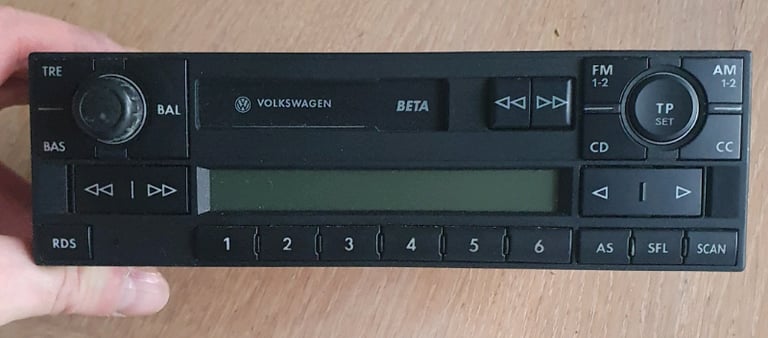 TRE
BAL
BAS
VOLKSWAGEN BETA
FM
1-2
AM
1-2
TP
SET
CD
CC
RDS
1 2 3 4 5 6
AS SFL SCAN